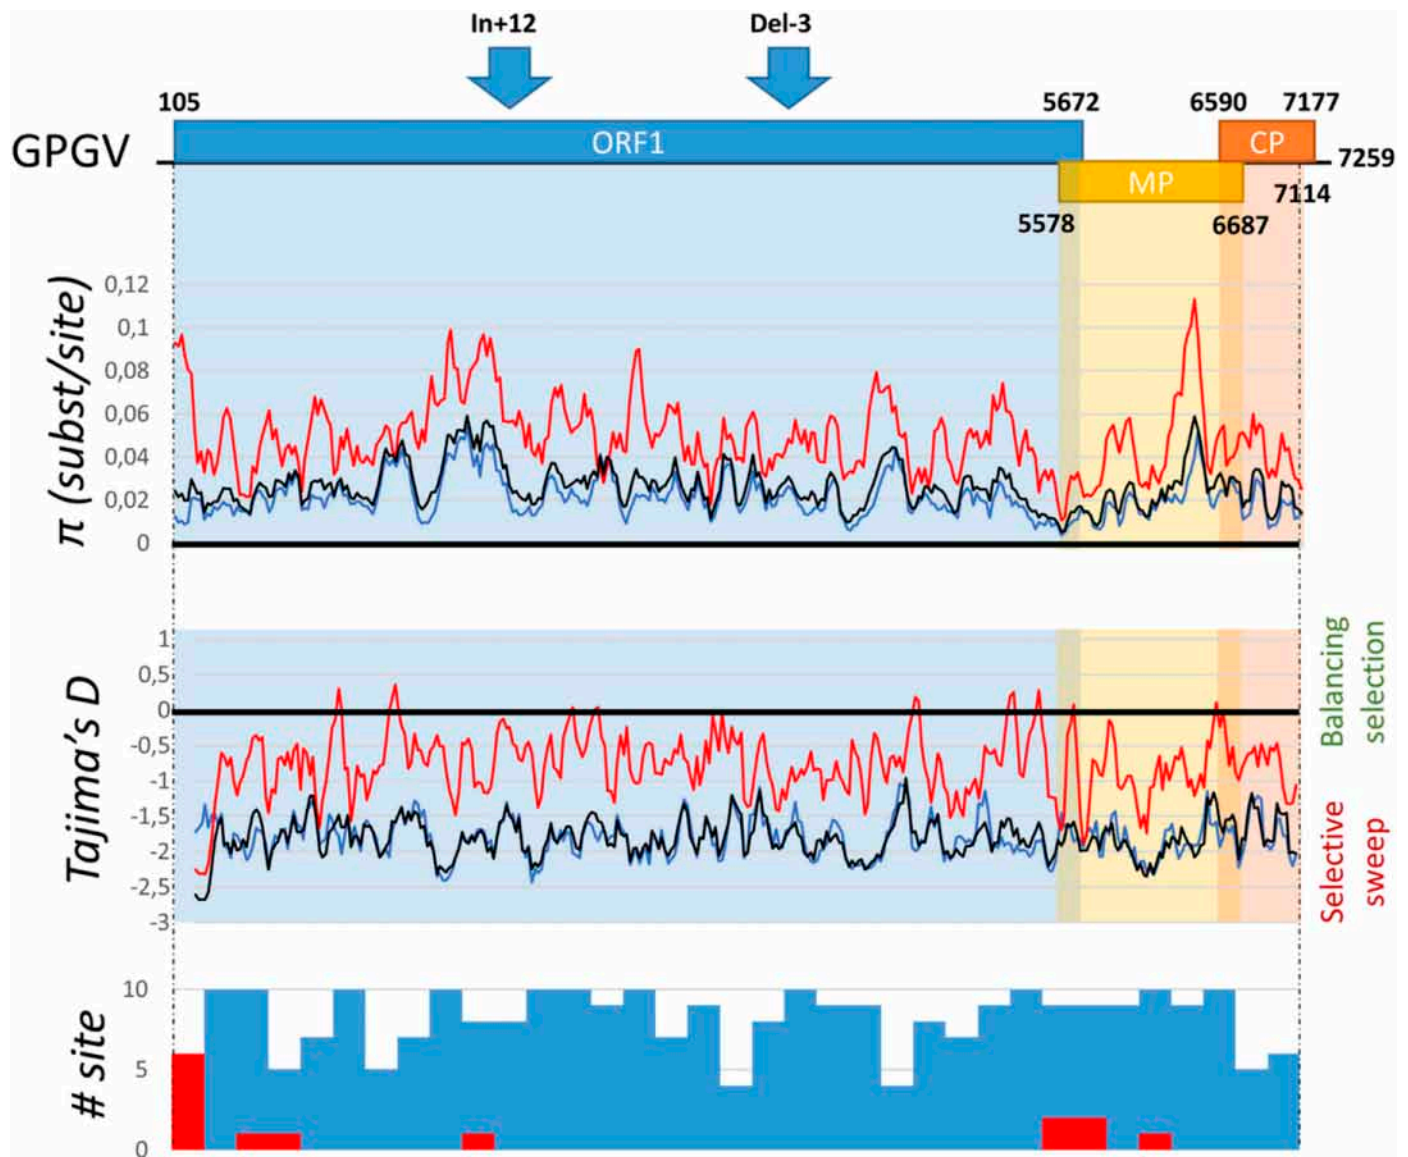 In+12 Del-3
105 5672 6590 7177
GPGV ORF1 CP 7259
MP 7114
5578 6687
π (subst/site)
0,12
0,1
0,08
0,06
0,04
0,02
0
Tajima's D
1
0,5
0
-0,5
-1
-1,5
-2
-2,5
-3
Balancing
selection
Selective
sweep
# site
10
5
0